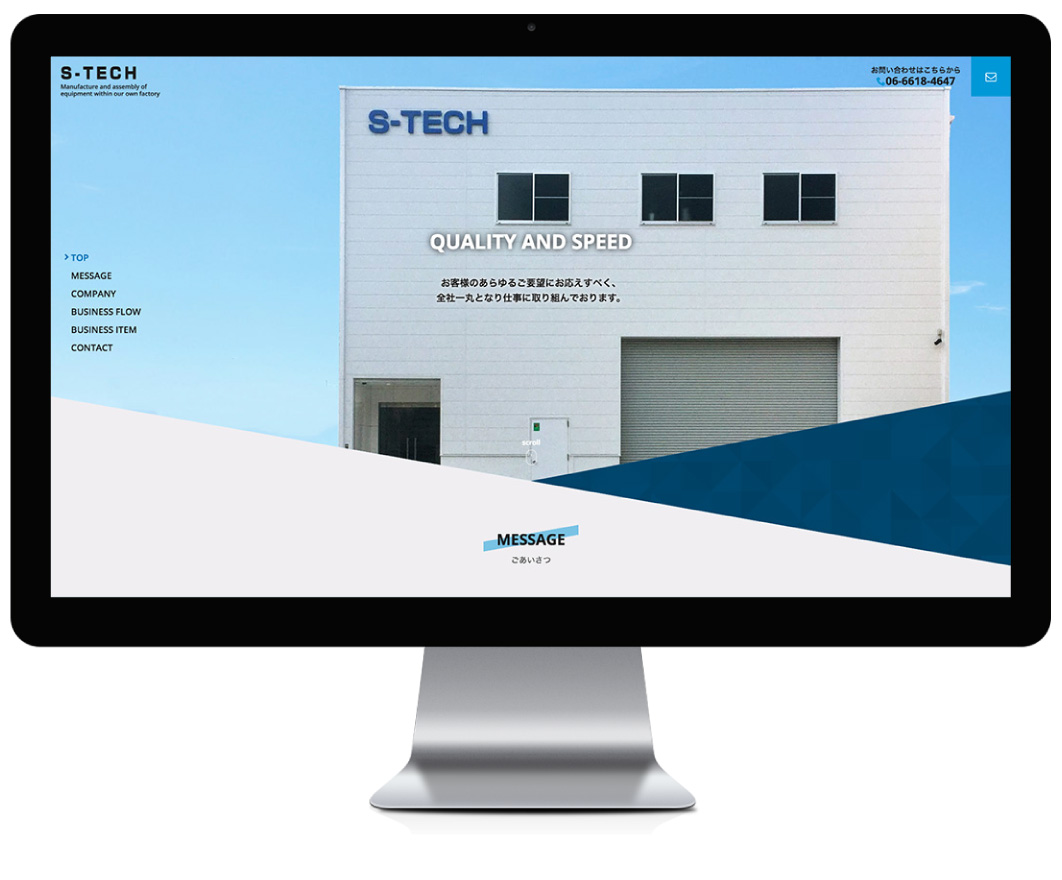 S-TECH
Manufacture and assembly of
equipment within our own factory
お問い合わせはこちらから
06-6618-4647
S-TECH
QUALITY AND SPEED
お客様のあらゆるご要望にお応えすべく、
全社一丸となり仕事に取り組んでおります。
TOP
MESSAGE
COMPANY
BUSINESS FLOW
BUSINESS ITEM
CONTACT
scroll
MESSAGE
ごあいさつ